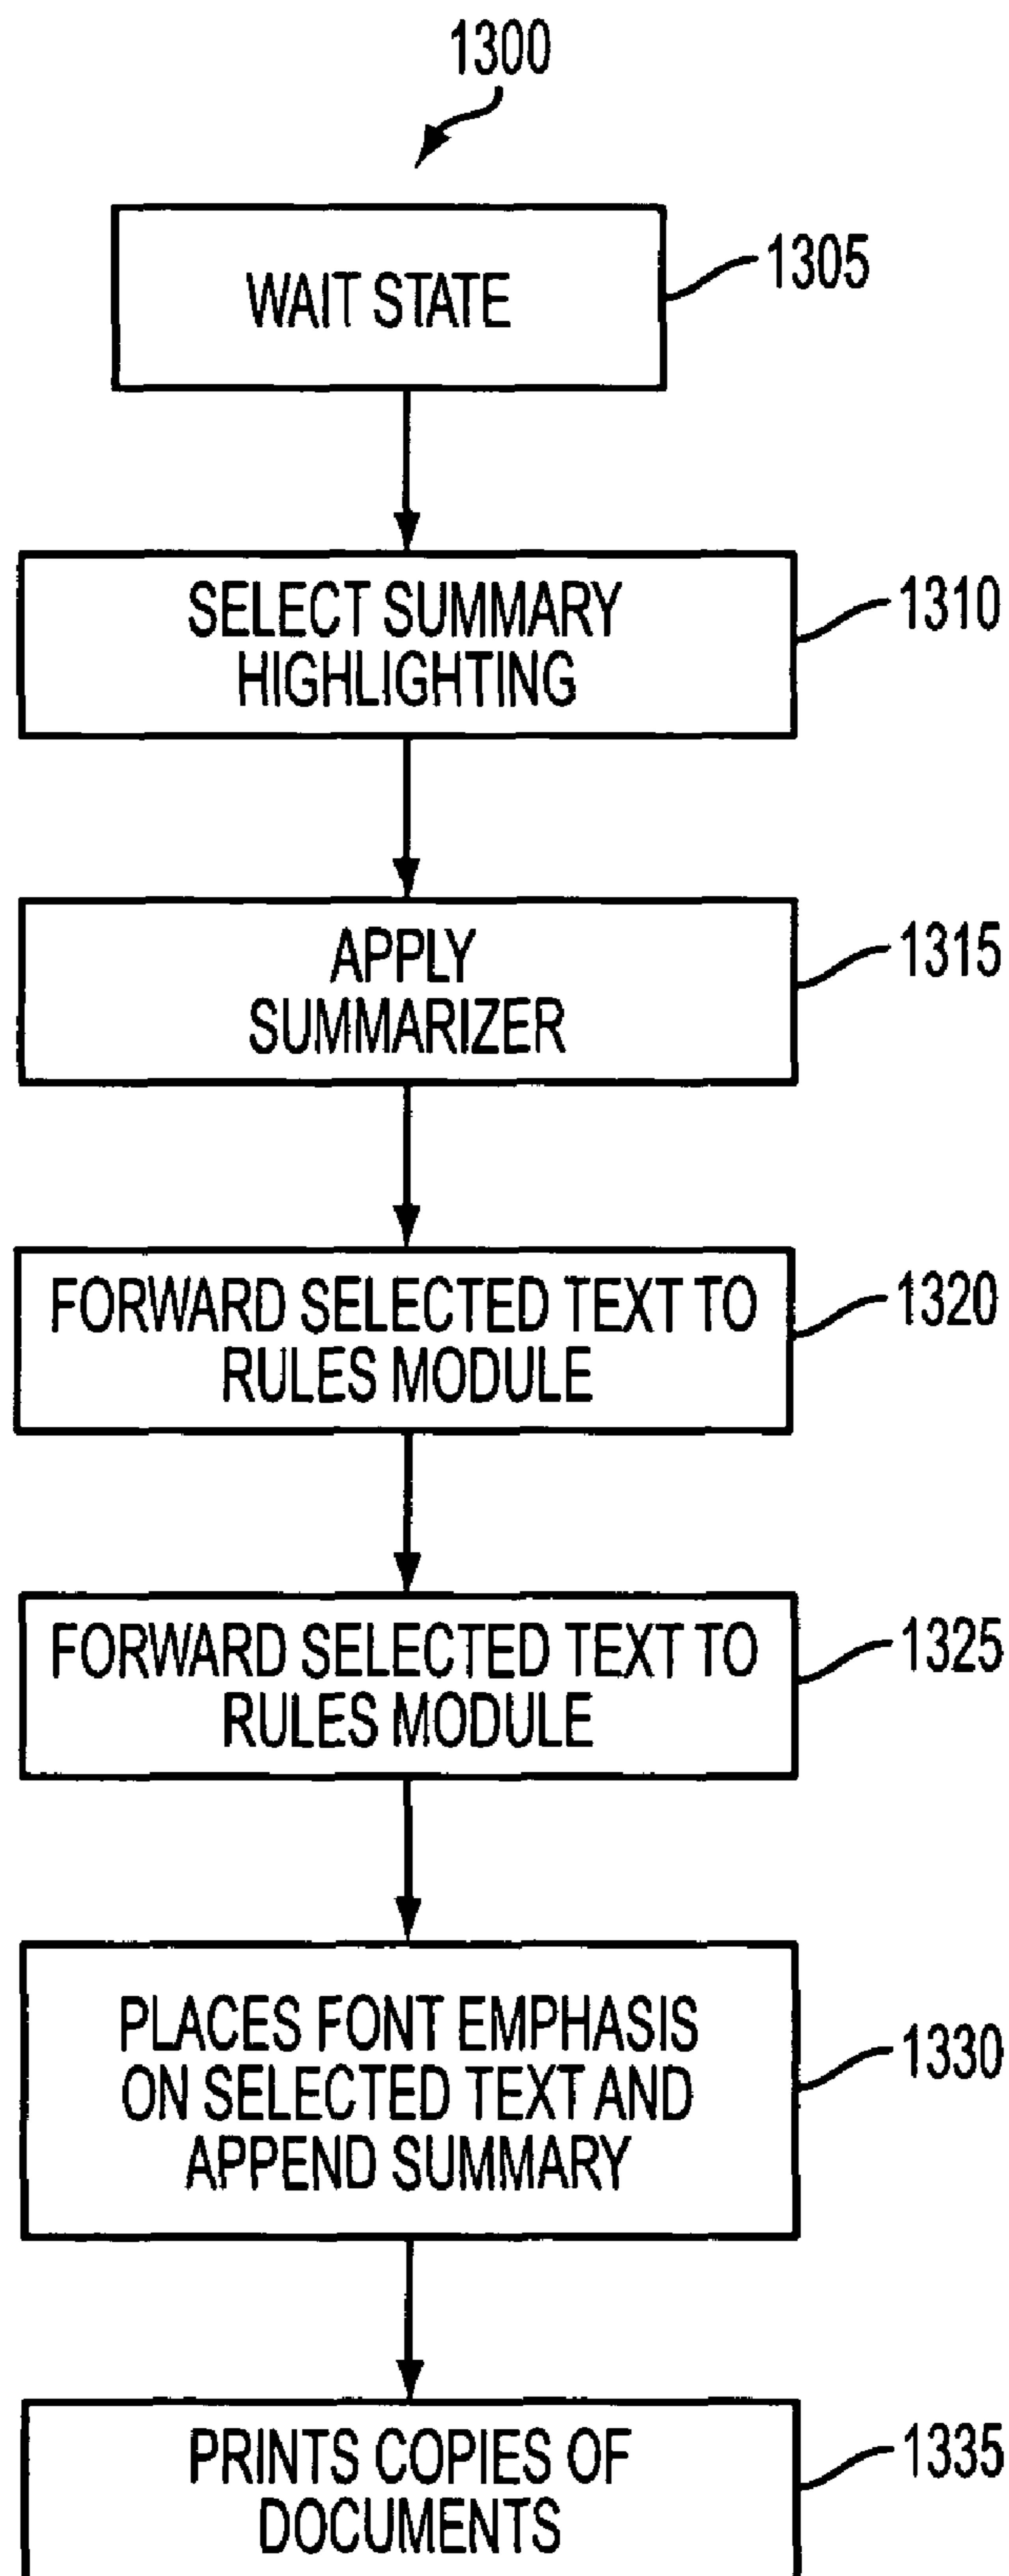 1300
WAIT STATE
1305
SELECT SUMMARY
HIGHLIGHTING
1310
APPLY
SUMMARIZER
1315
FORWARD SELECTED TEXT TO
RULES MODULE
1320
FORWARD SELECTED TEXT TO
RULES MODULE
1325
PLACES FONT EMPHASIS
ON SELECTED TEXT AND
APPEND SUMMARY
1330
PRINTS COPIES OF
DOCUMENTS
1335